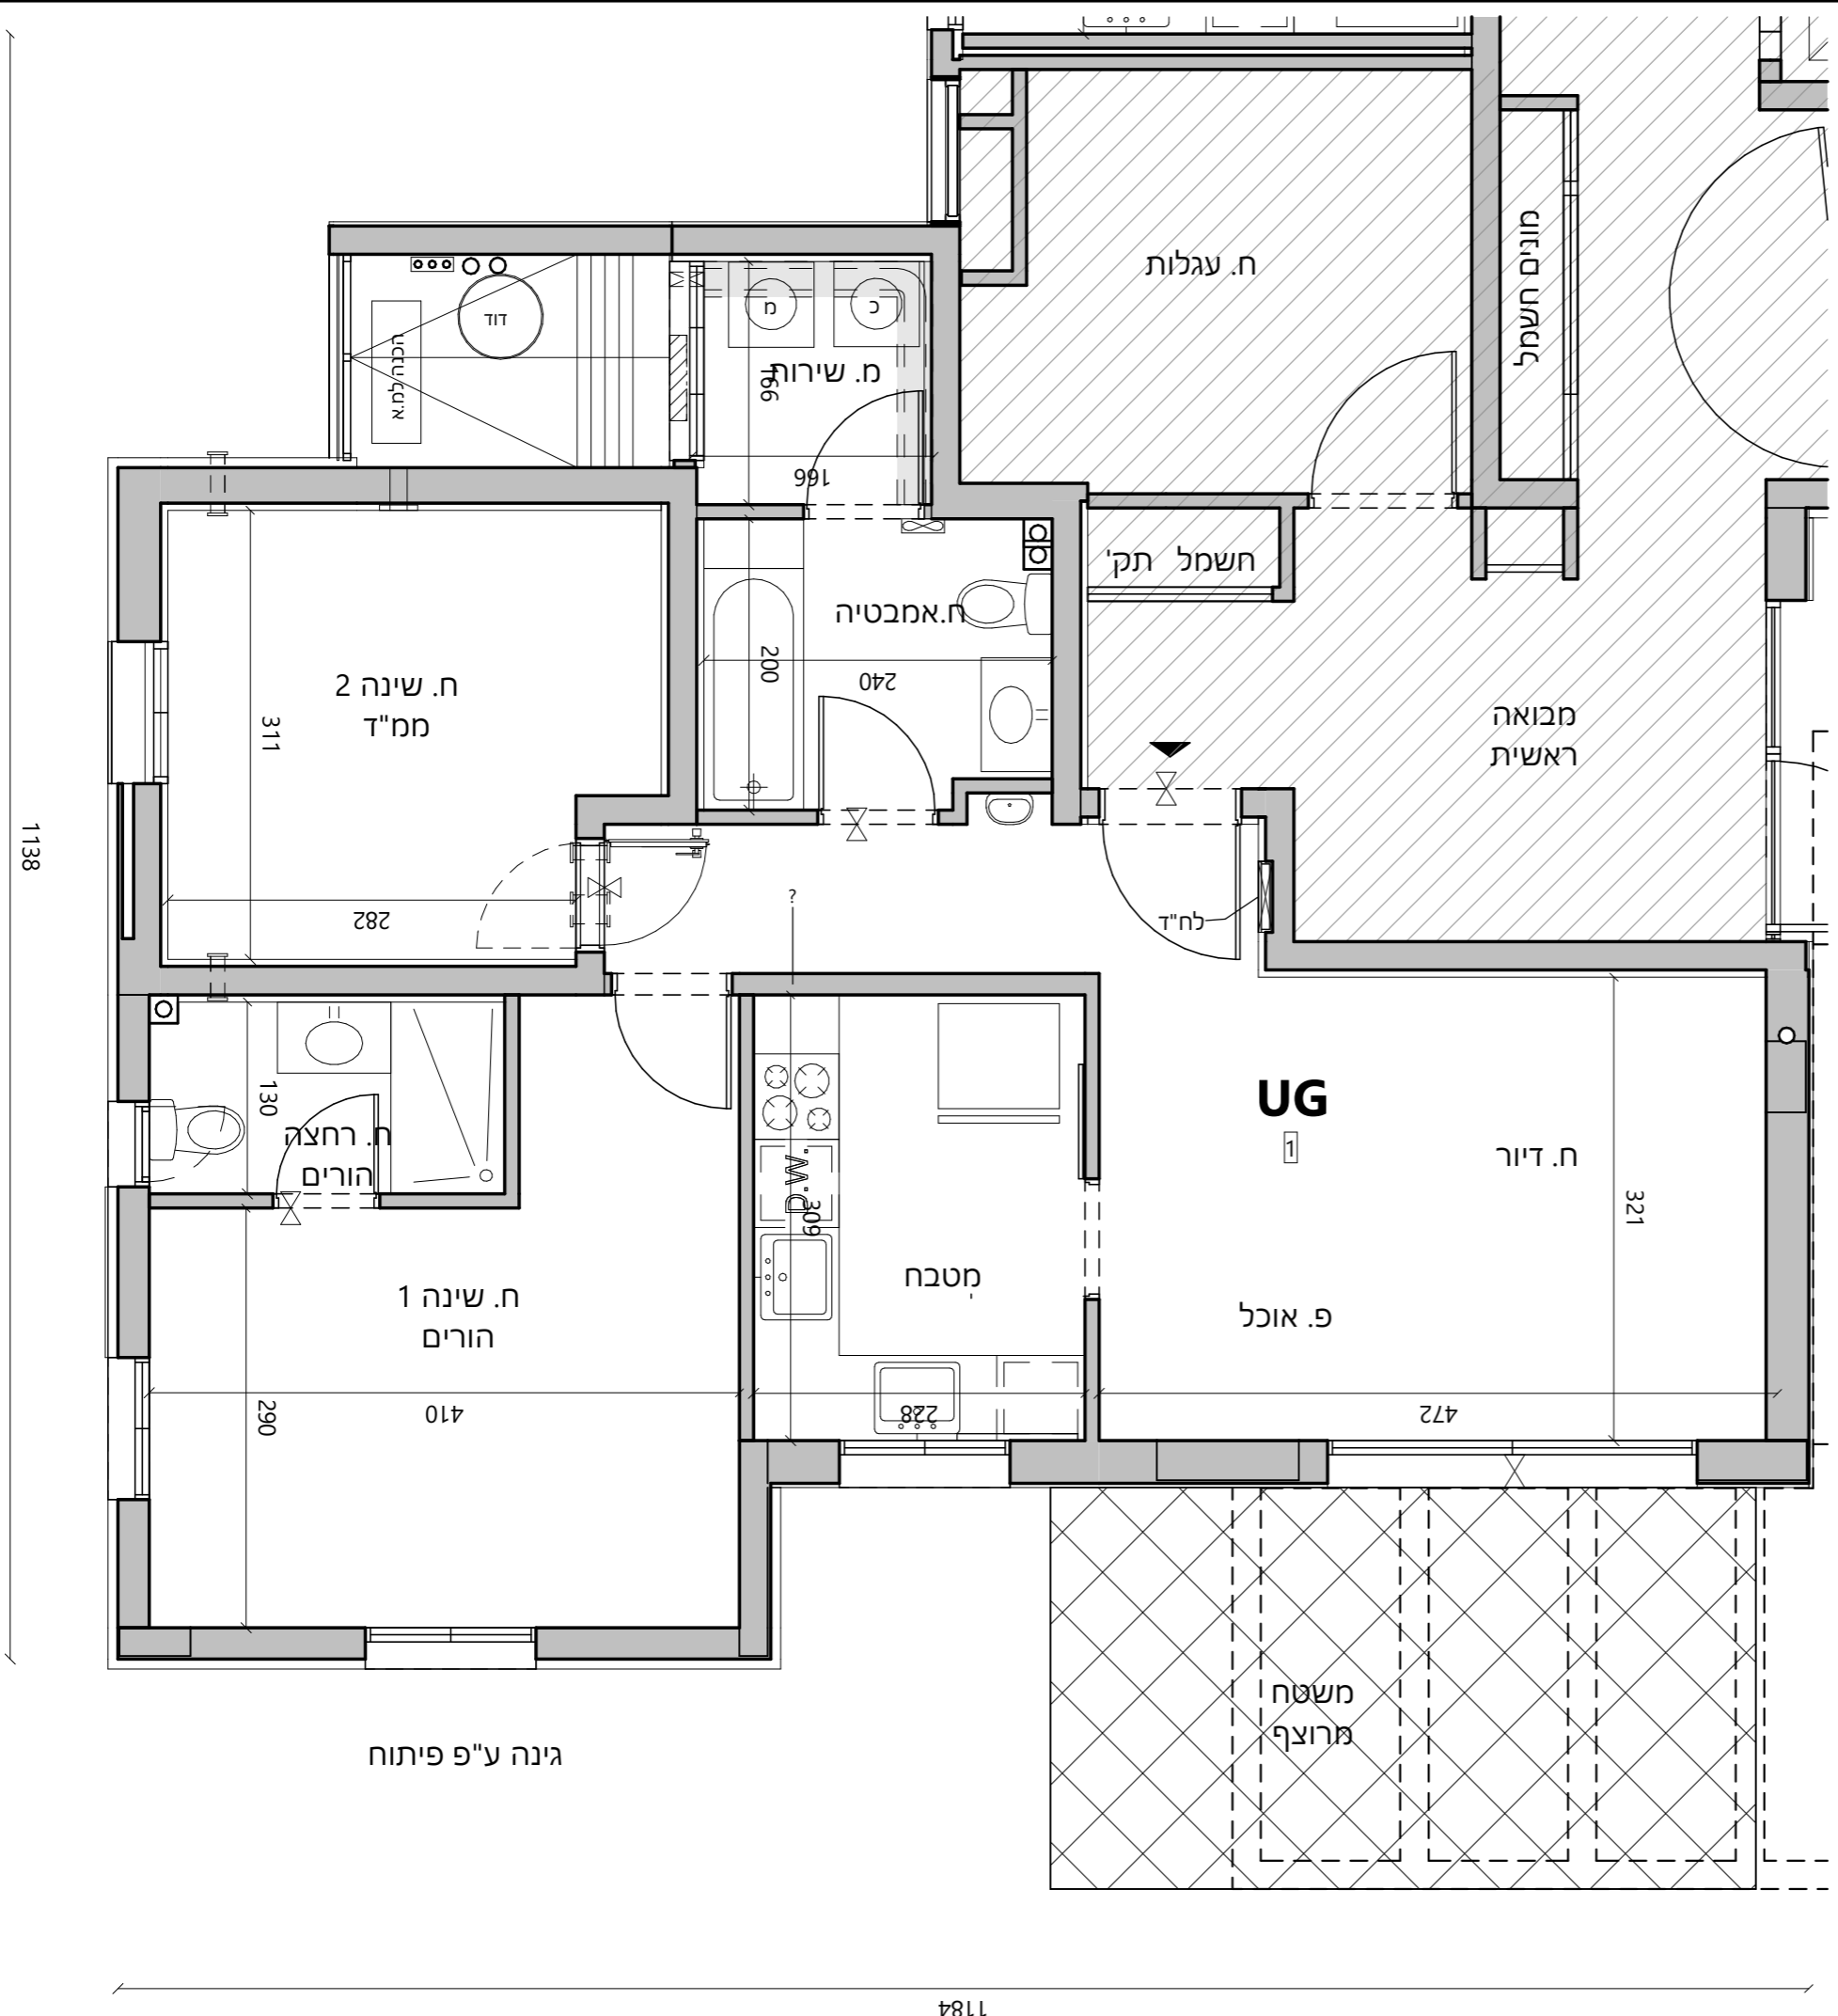 ח. עגלות
מונים חשמל
דוד
הכנה למ.א
מ
כ
מ. שירות
166
166
חשמל תק'
ח.אמבטיה
200
240
ח. שינה 2
ממ"ד
311
282
מבואה
ראשית
לח"ד
?
1138
130
ח. רחצה
הורים
D.W.
309
UG
1
ח. דיור
321
מטבח
פ. אוכל
ח. שינה 1
הורים
290
410
228
472
משטח
מרוצף
גינה ע"פ פיתוח
1184